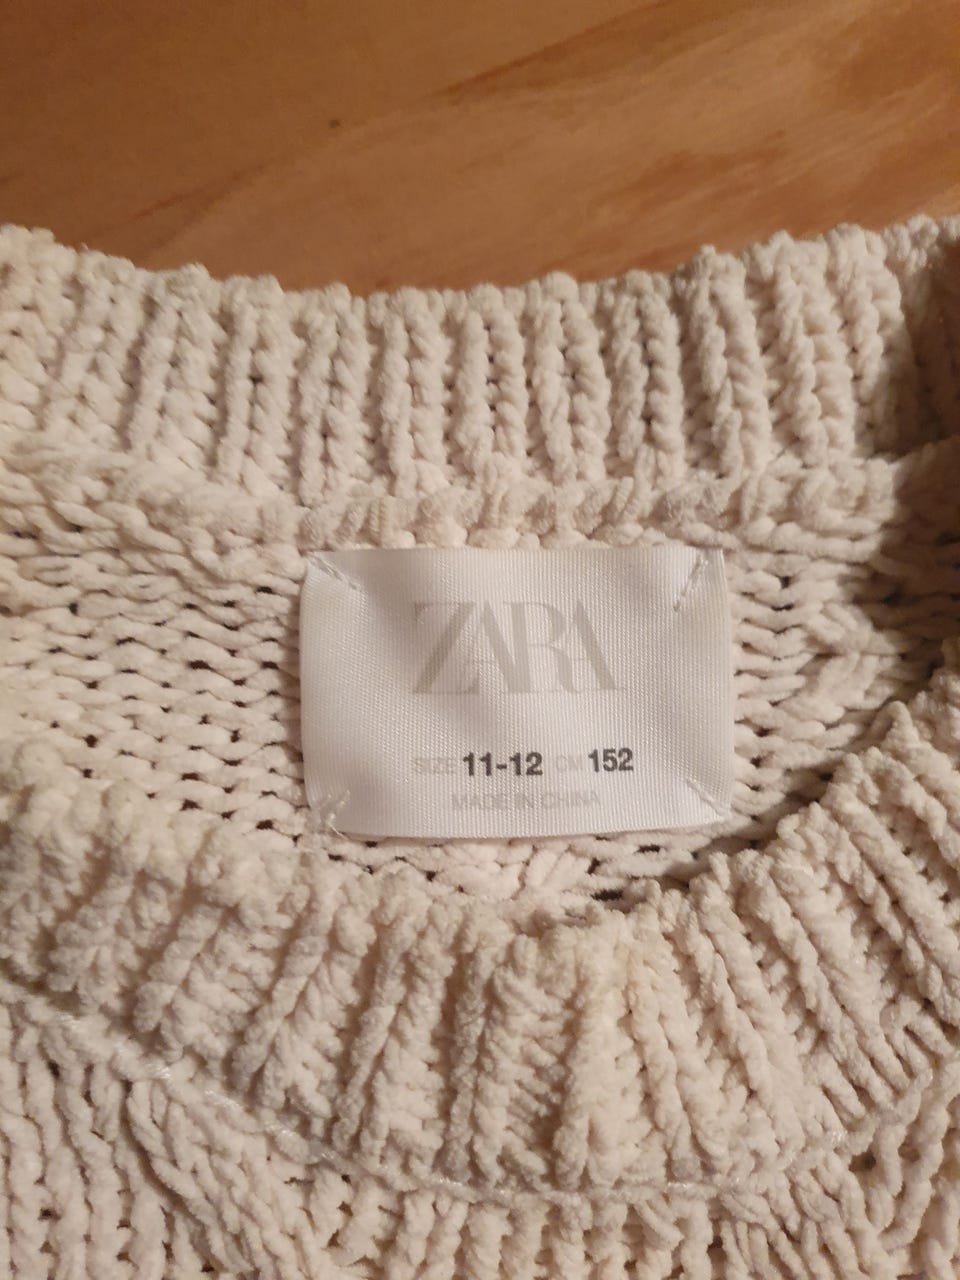 ZARA
SIZE 11-12 CM 152
MADE IN CHINA